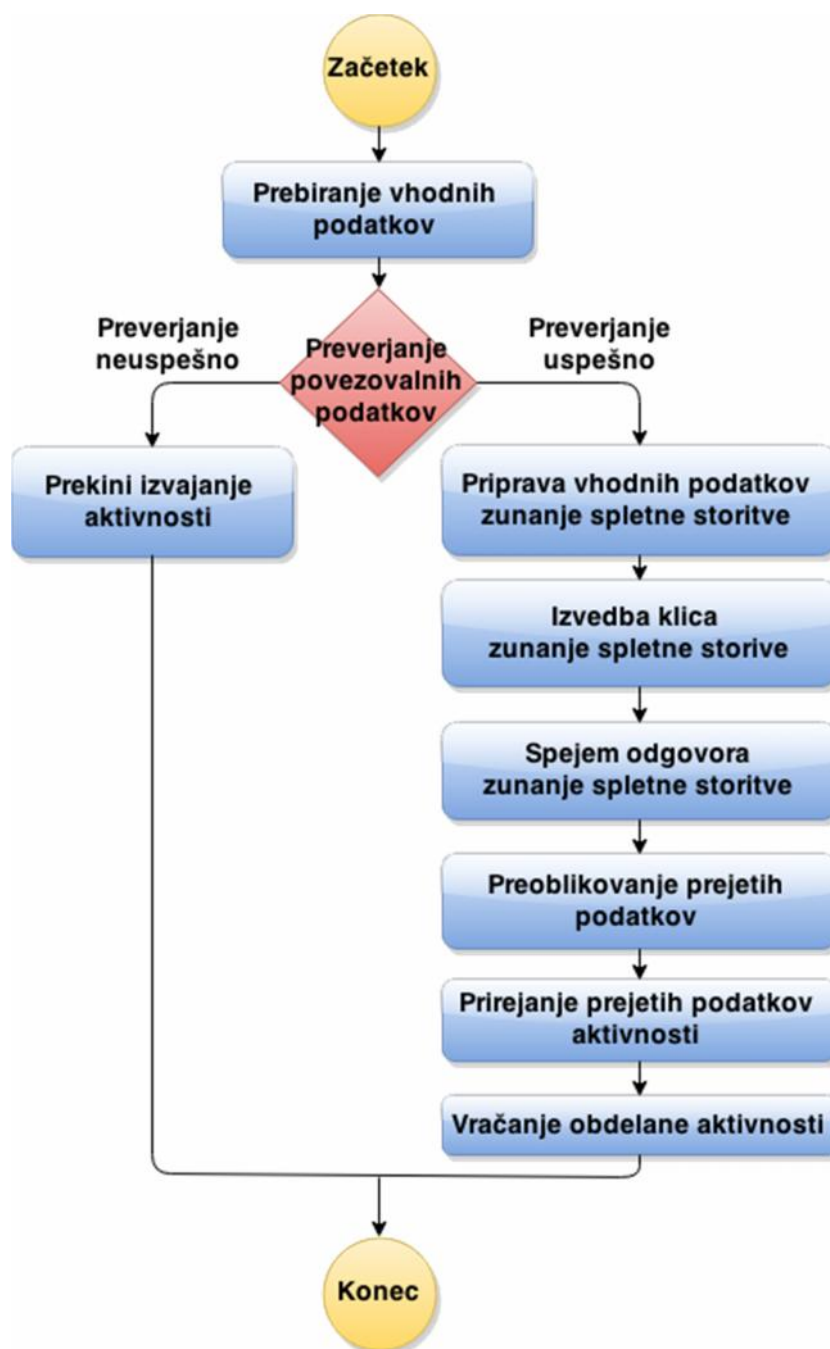 Začetek
Prebiranje vhodnih
podatkov
Preverjanje
neuspešno
Preverjanje
povezovalnih
podatkov
Preverjanje
uspešno
Prekini izvajanje
aktivnosti
Priprava vhodnih podatkov
zunanje spletne storitve
Izvedba klica
zunanje spletne storive
Spejem odgovora
zunanje spletne storitve
Preoblikovanje prejetih
podatkov
Prirejanje prejetih podatkov
aktivnosti
Vračanje obdelane aktivnosti
Konec